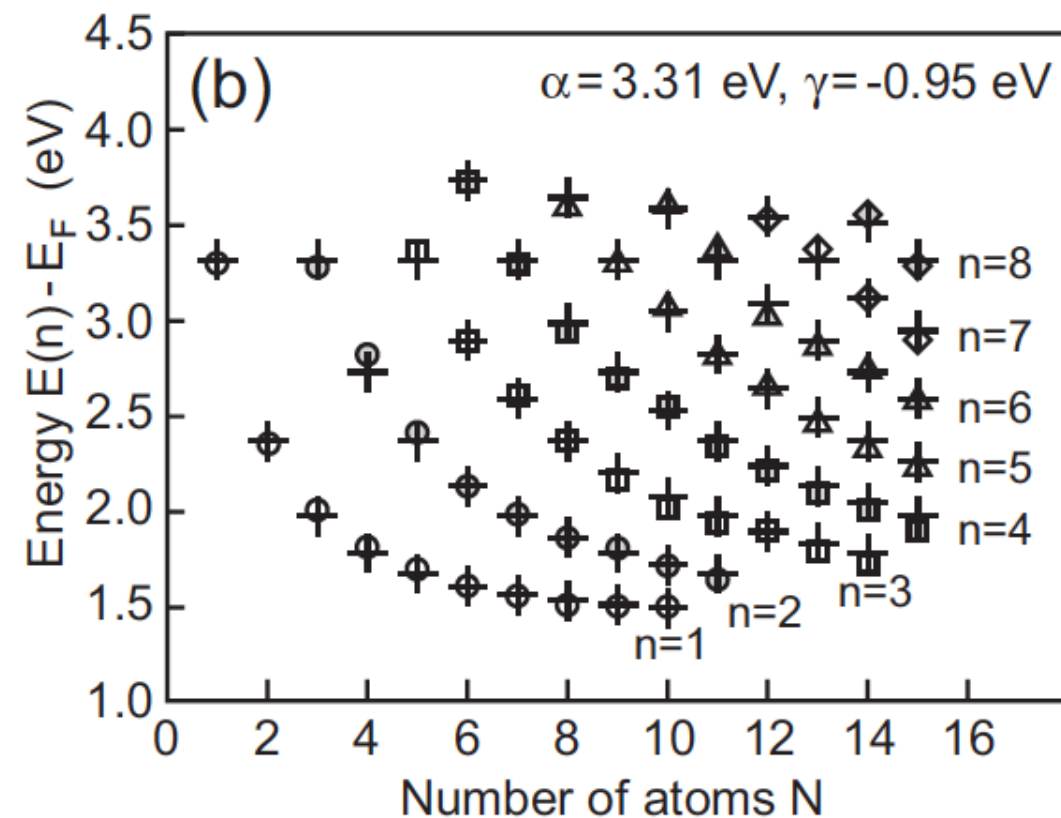 4.5
(b)
α=3.31 eV, γ=-0.95 eV
4.0
3.5
3.0
2.5
2.0
1.5
1.0
Energy E(n)-E_F (eV)
n=8
n=7
n=6
n=5
n=4
n=3
n=2
n=1
0 2 4 6 8 10 12 14 16
Number of atoms N